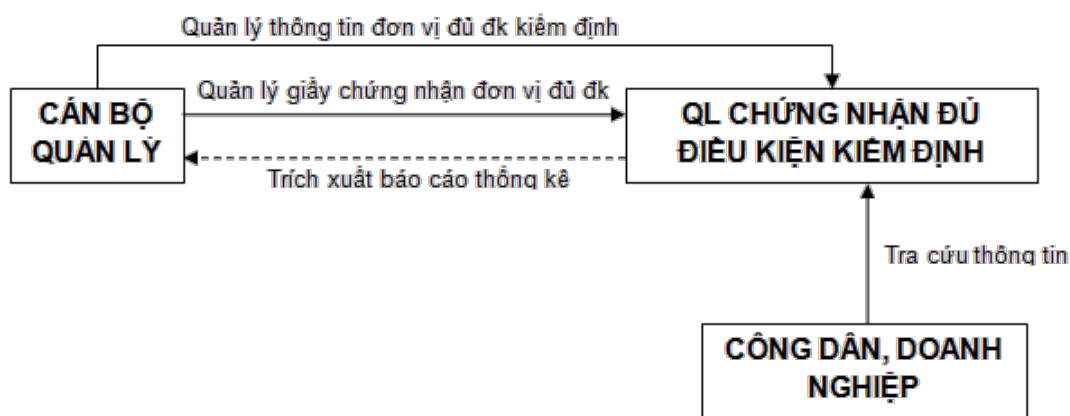 Quản lý thông tin đơn vị đủ đk kiểm định
Quản lý giấy chứng nhận đơn vị đủ đk
CÁN BỘ
QUẢN LÝ
QL CHỨNG NHẬN ĐỦ
ĐIỀU KIỆN KIỂM ĐỊNH
Trích xuất báo cáo thống kê
Tra cứu thông tin
CÔNG DÂN, DOANH
NGHIỆP